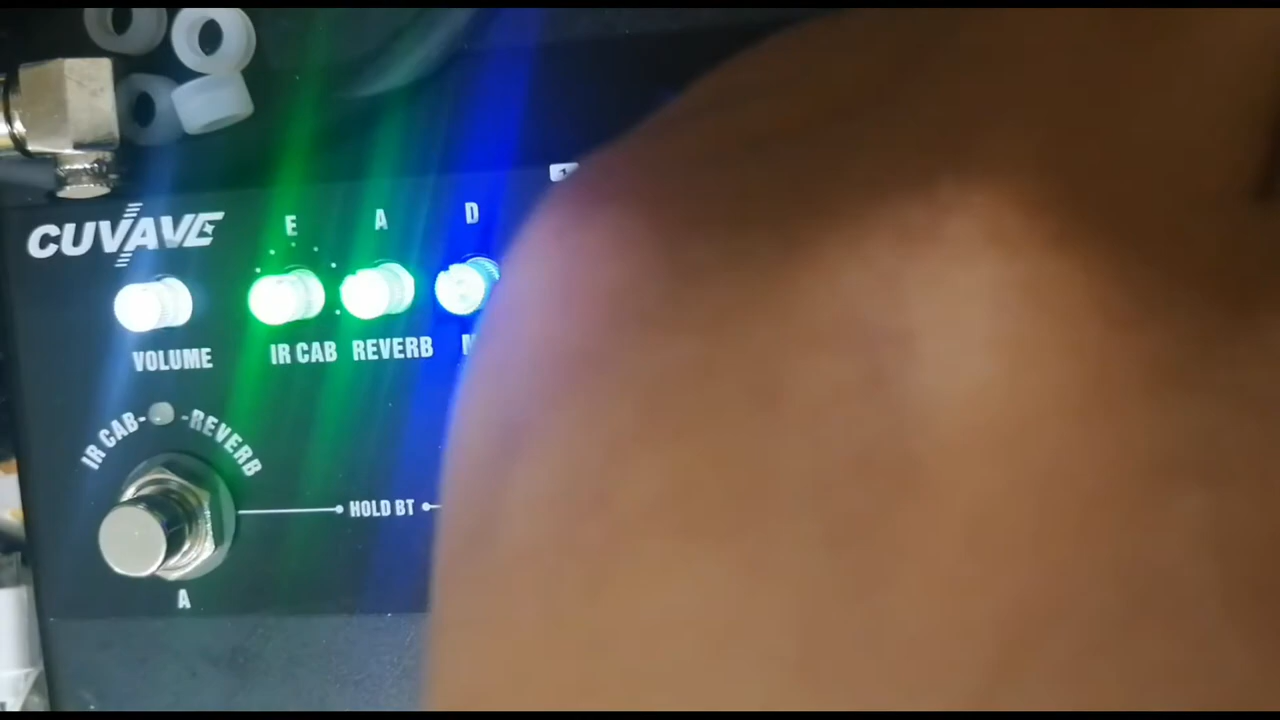 CUVAVE
E A D
VOLUME IR CAB REVERB
IR CAB- -REVERB
HOLD BT
A